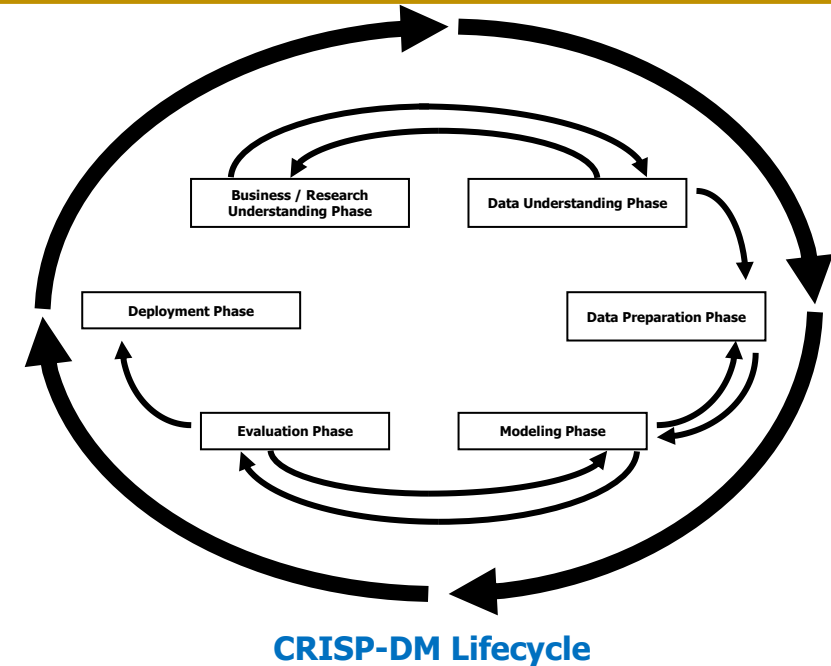 Business / Research
Understanding Phase
Data Understanding Phase
Deployment Phase
Data Preparation Phase
Evaluation Phase
Modeling Phase
CRISP-DM Lifecycle